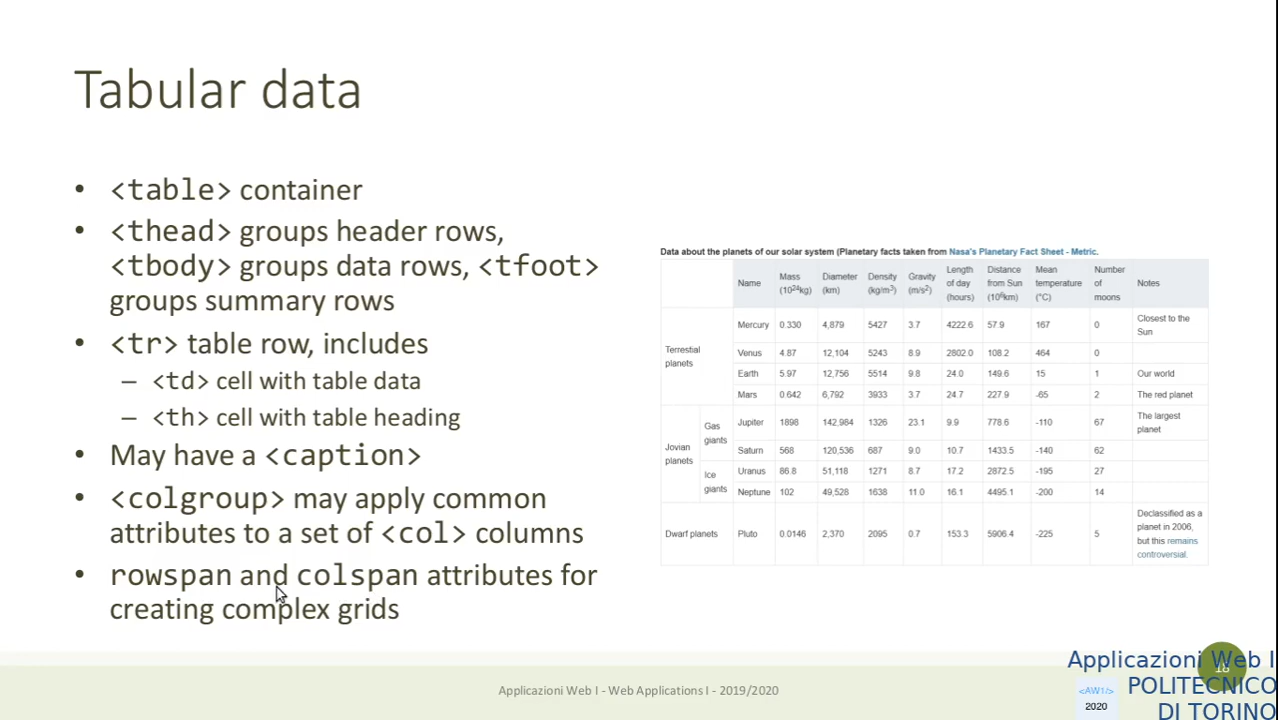 Tabular data
• <table> container
• <thead> groups header rows,
<tbody> groups data rows, <tfoot>
groups summary rows
• <tr> table row, includes
– <td> cell with table data
– <th> cell with table heading
• May have a <caption>
• <colgroup> may apply common
attributes to a set of <col> columns
• rowspan and colspan attributes for
creating complex grids
Data about the planets of our solar system (Planetary facts taken from Nasa's Planetary Fact Sheet - Metric.
Name Mass (10²⁴kg) Diameter (km) Density (kg/m³) Gravity (m/s²) Length of day (hours) Distance from Sun (10⁶km) Mean temperature (°C) Number of moons Notes
Terrestial planets Mercury 0.330 4,879 5427 3.7 4222.6 57.9 167 0 Closest to the Sun
Venus 4.87 12,104 5243 8.9 2802.0 108.2 464 0
Earth 5.97 12,756 5514 9.8 24.0 149.6 15 1 Our world
Mars 0.642 6,792 3933 3.7 24.7 227.9 -65 2 The red planet
Jovian planets Gas giants Jupiter 1898 142,984 1326 23.1 9.9 778.6 -110 67 The largest planet
Saturn 568 120,536 687 9.0 10.7 1433.5 -140 62
Ice giants Uranus 86.8 51,118 1271 8.7 17.2 2872.5 -195 27
Neptune 102 49,528 1638 11.0 16.1 4495.1 -200 14
Dwarf planets Pluto 0.0146 2,370 2095 0.7 153.3 5906.4 -225 5 Declassified as a planet in 2006, but this remains controversial.
Applicazioni Web I - Web Applications I - 2019/2020
Applicazioni Web I
POLITECNICO
DI TORINO
<AW1/>
2020